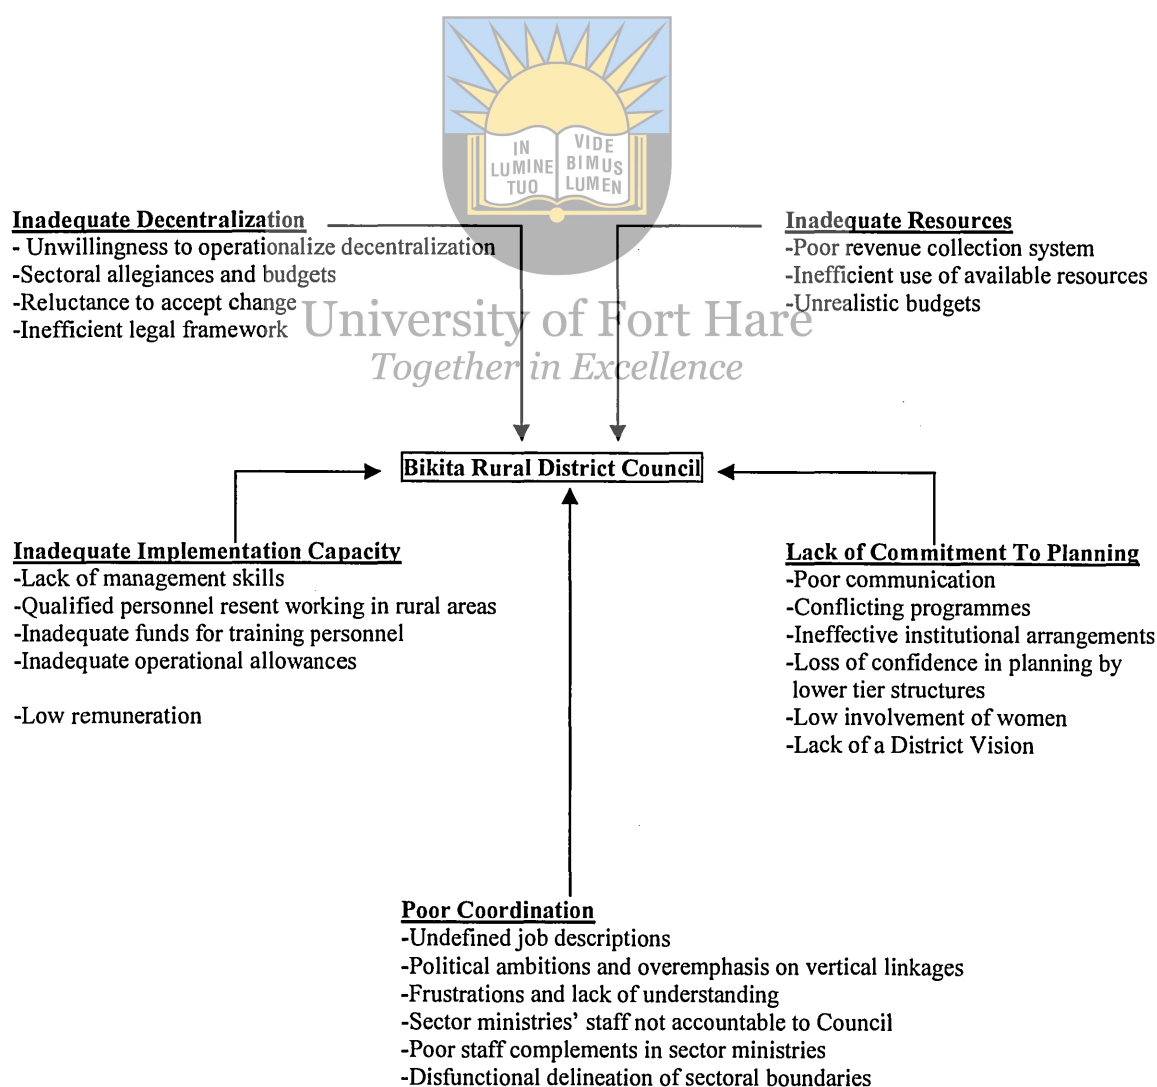 IN
LUMINE
TUO
VIDE
BIMUS
LUMEN
Inadequate Decentralization
- Unwillingness to operationalize decentralization
-Sectoral allegiances and budgets
-Reluctance to accept change
-Inefficient legal framework
Inadequate Resources
-Poor revenue collection system
-Inefficient use of available resources
-Unrealistic budgets
University of Fort Hare
Together in Excellence
Bikita Rural District Council
Inadequate Implementation Capacity
-Lack of management skills
-Qualified personnel resent working in rural areas
-Inadequate funds for training personnel
-Inadequate operational allowances
-Low remuneration
Lack of Commitment To Planning
-Poor communication
-Conflicting programmes
-Ineffective institutional arrangements
-Loss of confidence in planning by
lower tier structures
-Low involvement of women
-Lack of a District Vision
Poor Coordination
-Undefined job descriptions
-Political ambitions and overemphasis on vertical linkages
-Frustrations and lack of understanding
-Sector ministries' staff not accountable to Council
-Poor staff complements in sector ministries
-Disfunctional delineation of sectoral boundaries